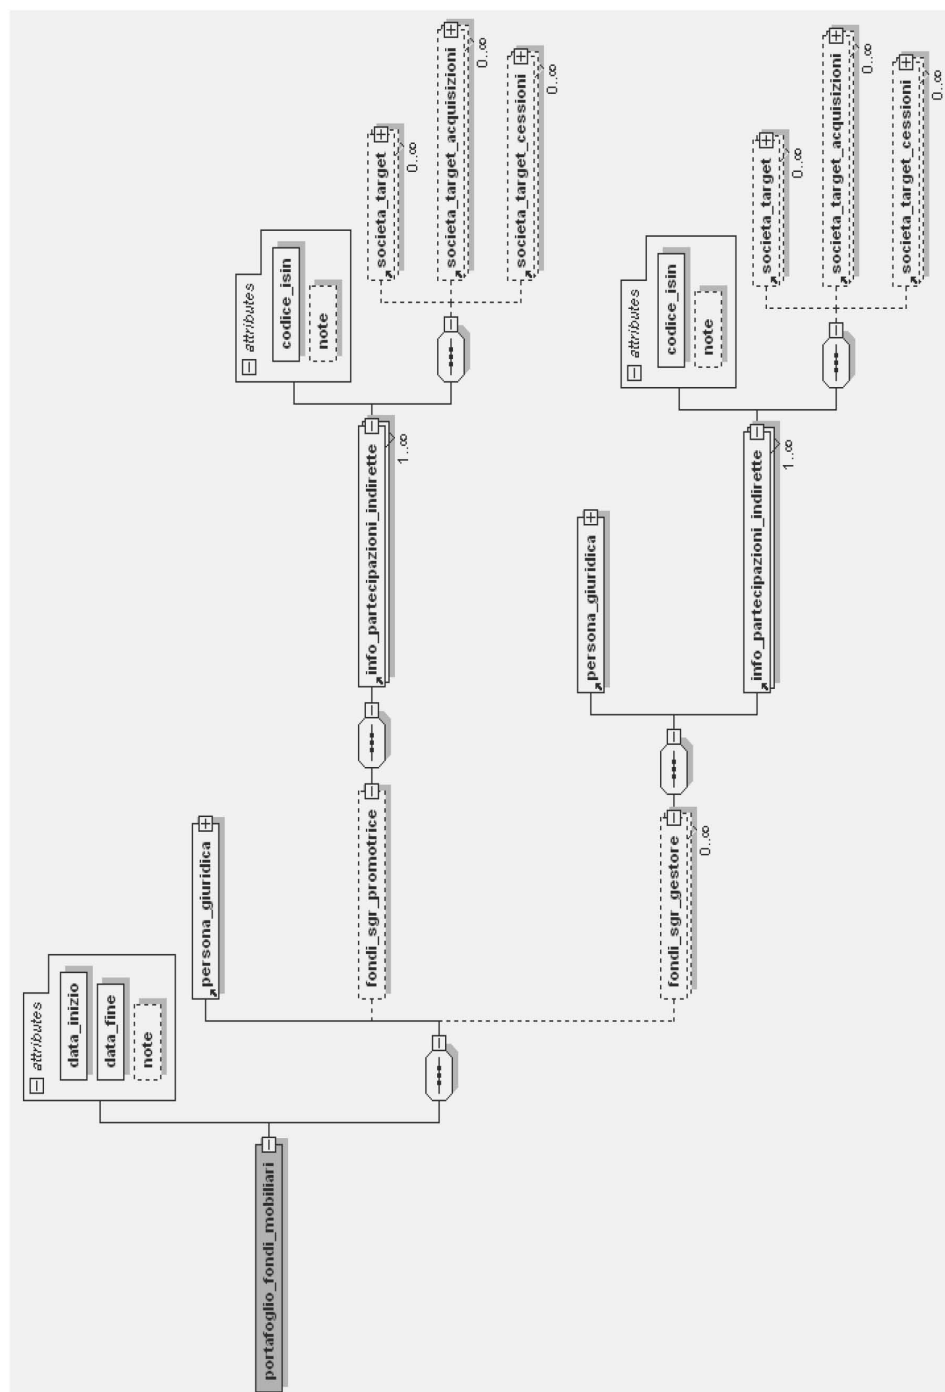 portafoglio_fondi_mobiliari
attributes
data_inizio
data_fine
note
persona_giuridica
fondi_sgr_promotrice
info_partecipazioni_indirette
1..∞
attributes
codice_isin
note
societa_target
0..∞
societa_target_acquisizioni
0..∞
societa_target_cessioni
0..∞
fondi_sgr_gestore
0..∞
persona_giuridica
info_partecipazioni_indirette
1..∞
attributes
codice_isin
note
societa_target
0..∞
societa_target_acquisizioni
0..∞
societa_target_cessioni
0..∞